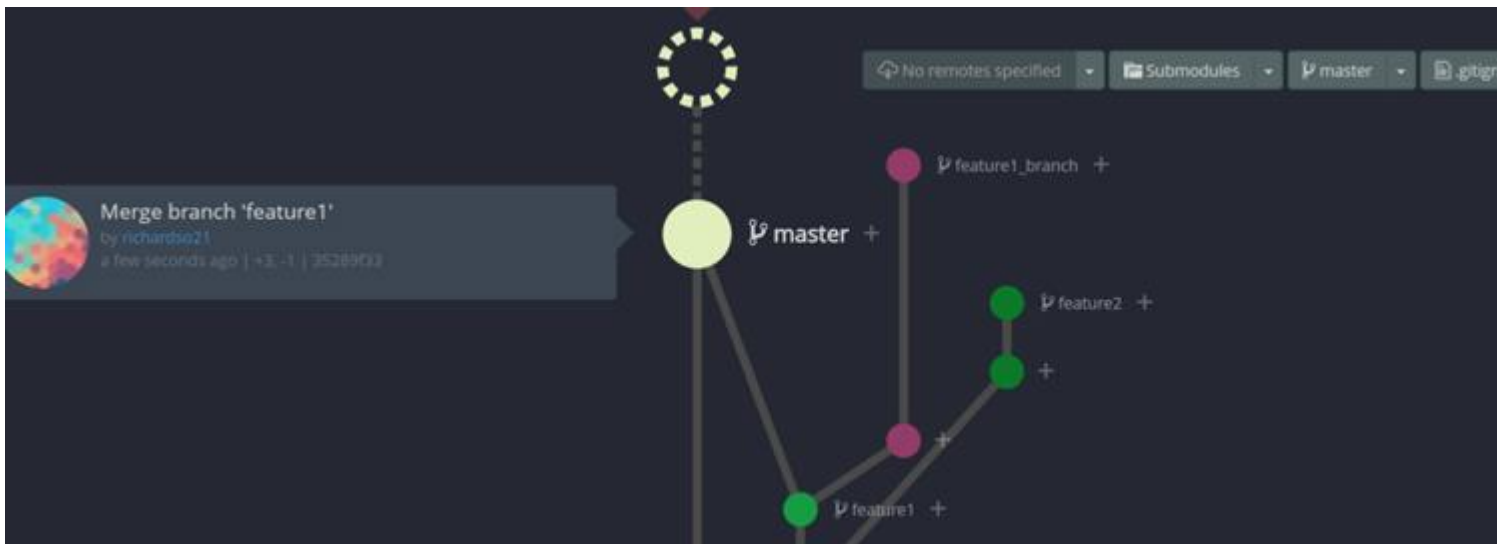 No remotes specified
Submodules
master
.gitigr
feature1_branch
Merge branch 'feature1'
by richardso21
a few seconds ago | +3, -1 | 35289f33
master
feature2
feature1